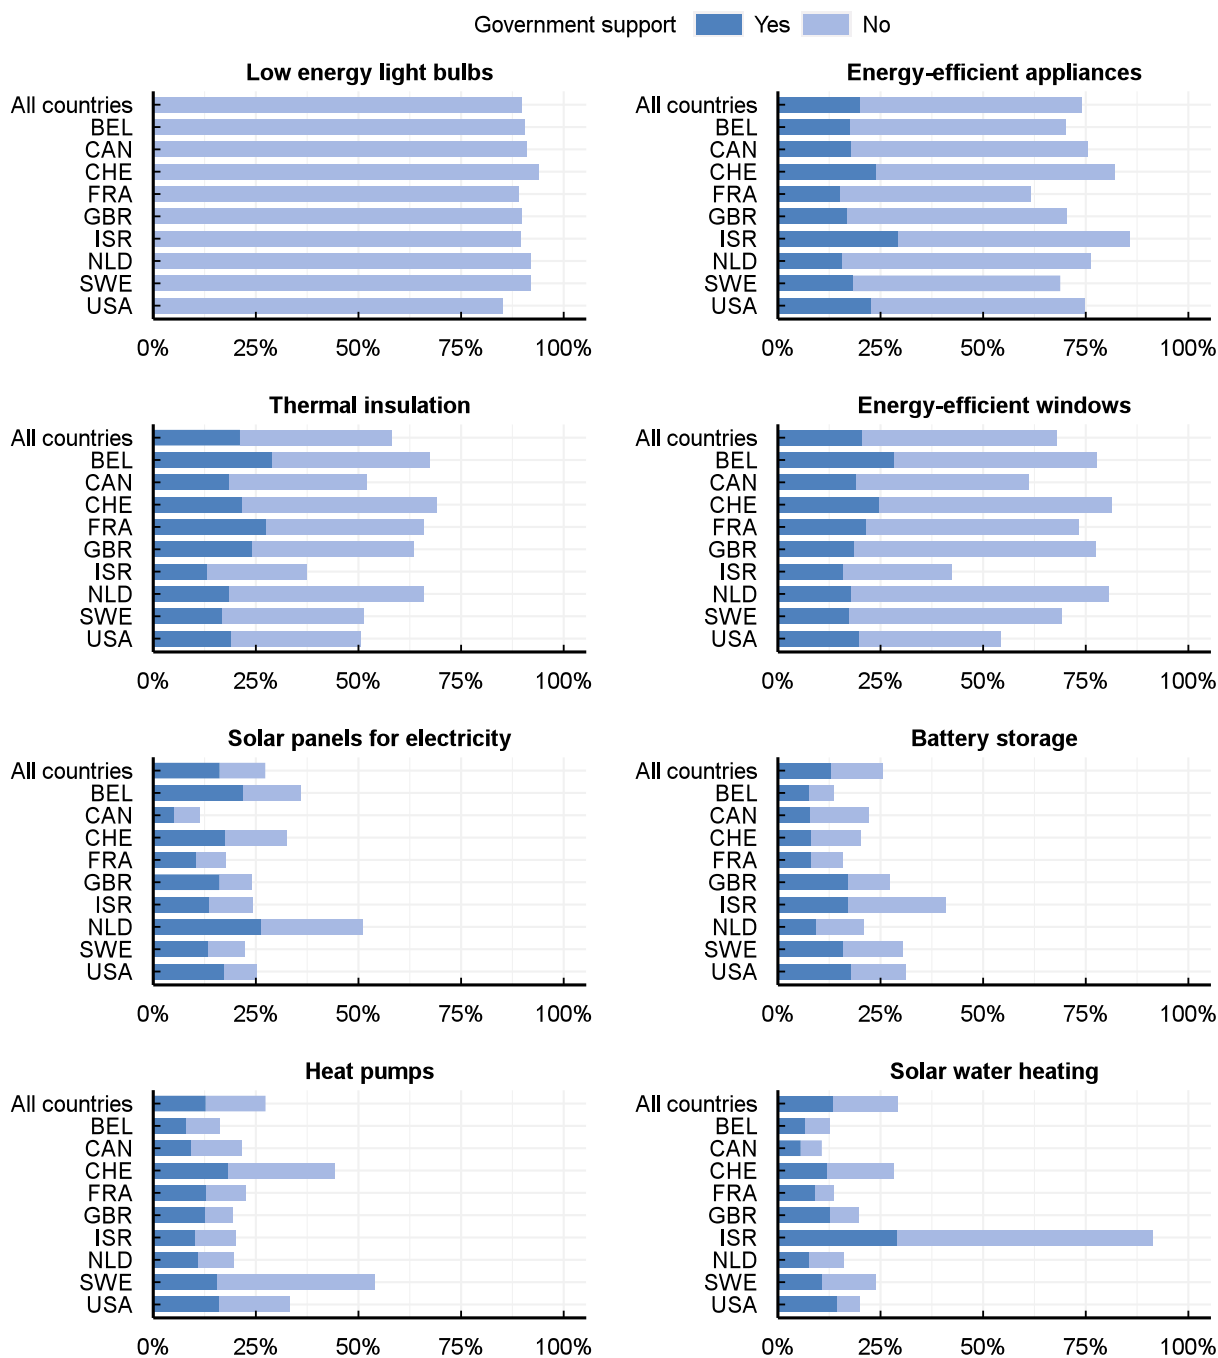 Government support Yes No
Low energy light bulbs
All countries
BEL
CAN
CHE
FRA
GBR
ISR
NLD
SWE
USA
0% 25% 50% 75% 100%
Energy-efficient appliances
All countries
BEL
CAN
CHE
FRA
GBR
ISR
NLD
SWE
USA
0% 25% 50% 75% 100%
Thermal insulation
All countries
BEL
CAN
CHE
FRA
GBR
ISR
NLD
SWE
USA
0% 25% 50% 75% 100%
Energy-efficient windows
All countries
BEL
CAN
CHE
FRA
GBR
ISR
NLD
SWE
USA
0% 25% 50% 75% 100%
Solar panels for electricity
All countries
BEL
CAN
CHE
FRA
GBR
ISR
NLD
SWE
USA
0% 25% 50% 75% 100%
Battery storage
All countries
BEL
CAN
CHE
FRA
GBR
ISR
NLD
SWE
USA
0% 25% 50% 75% 100%
Heat pumps
All countries
BEL
CAN
CHE
FRA
GBR
ISR
NLD
SWE
USA
0% 25% 50% 75% 100%
Solar water heating
All countries
BEL
CAN
CHE
FRA
GBR
ISR
NLD
SWE
USA
0% 25% 50% 75% 100%